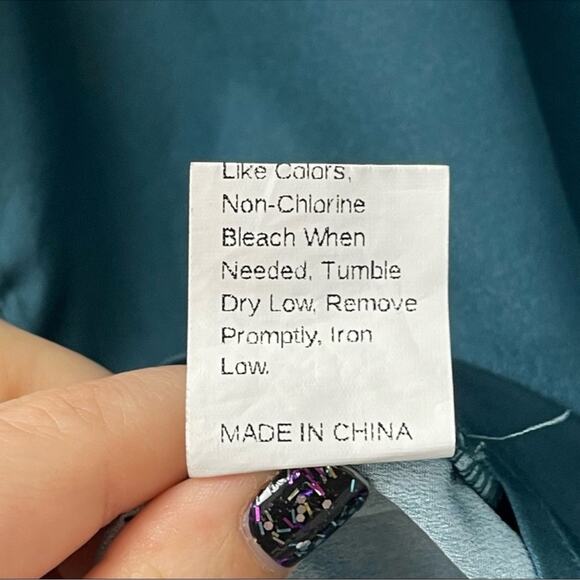 Like Colors,
Non-Chlorine
Bleach When
Needed, Tumble
Dry Low, Remove
Promptly, Iron
Low.
MADE IN CHINA